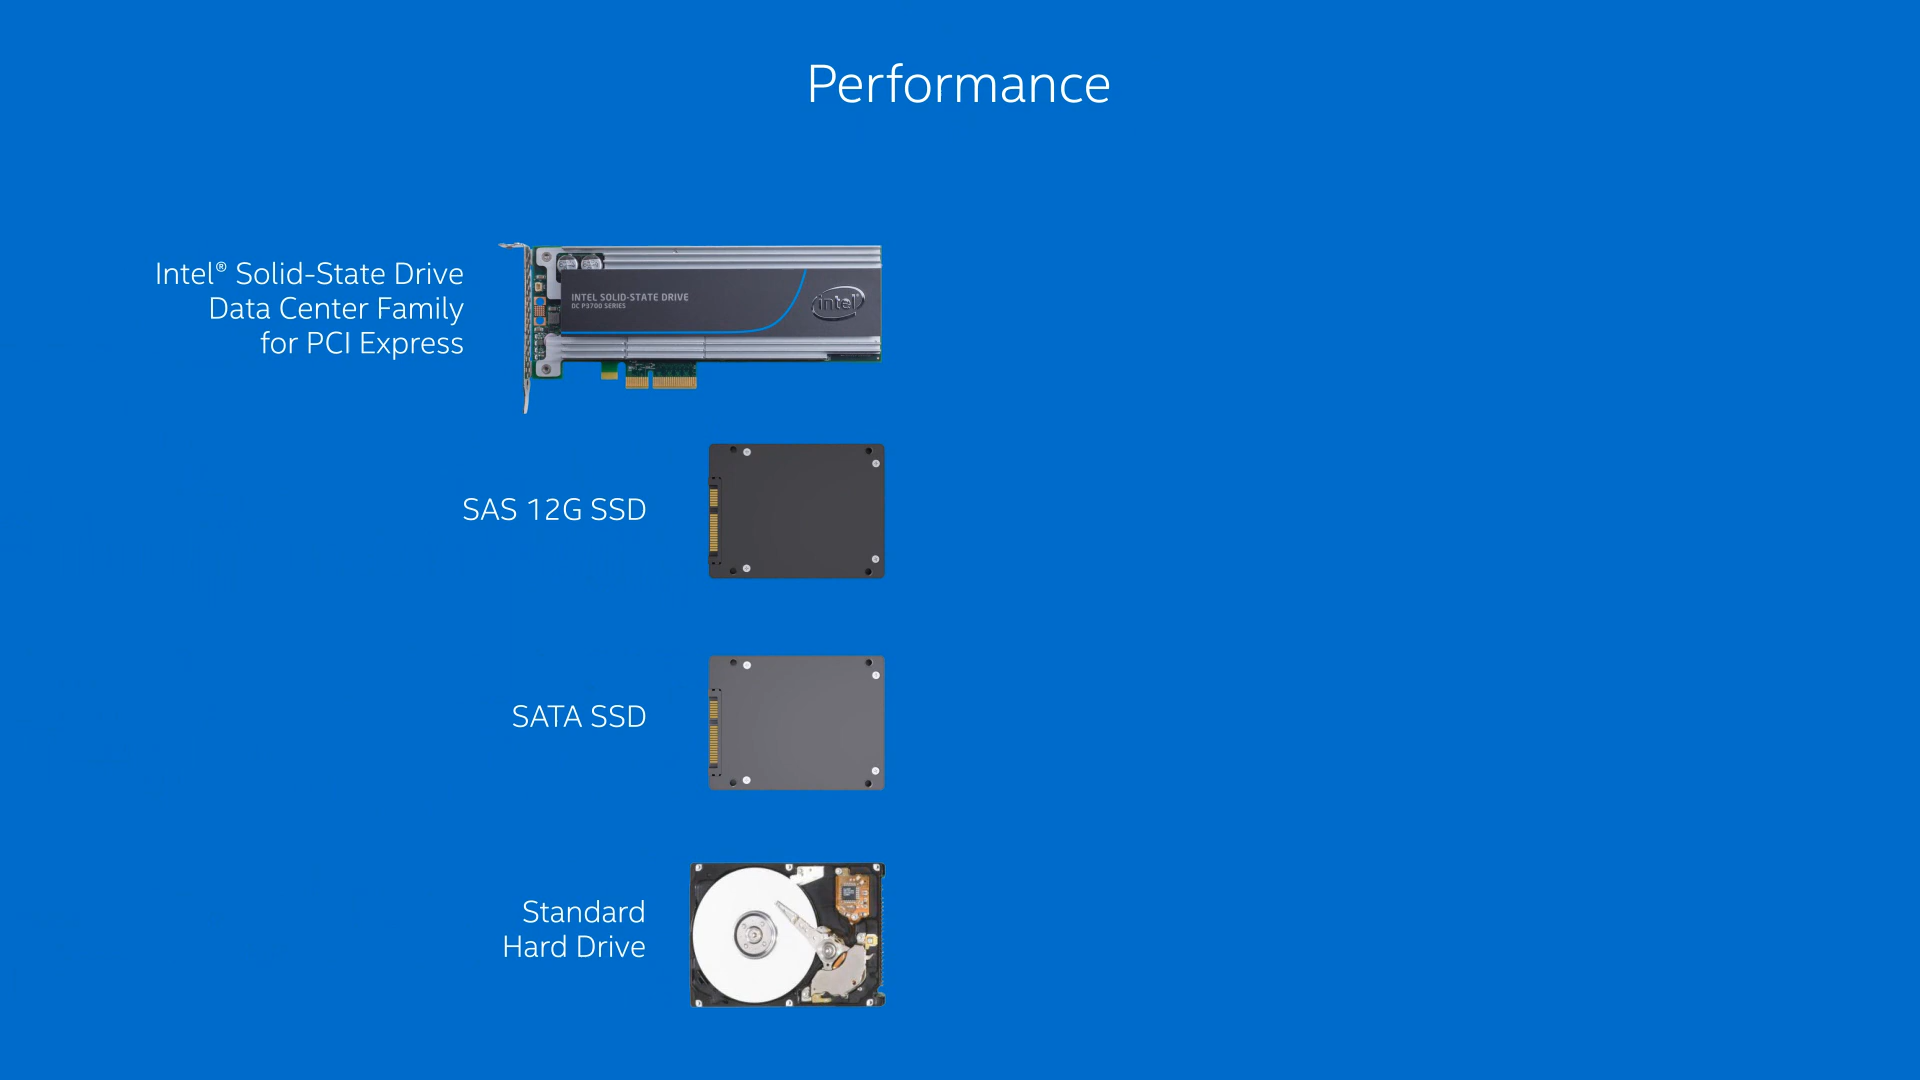 Performance
Intel® Solid-State Drive
Data Center Family
for PCI Express
INTEL SOLID-STATE DRIVE
DC P3700 SERIES
intel
SAS 12G SSD
SATA SSD
Standard
Hard Drive